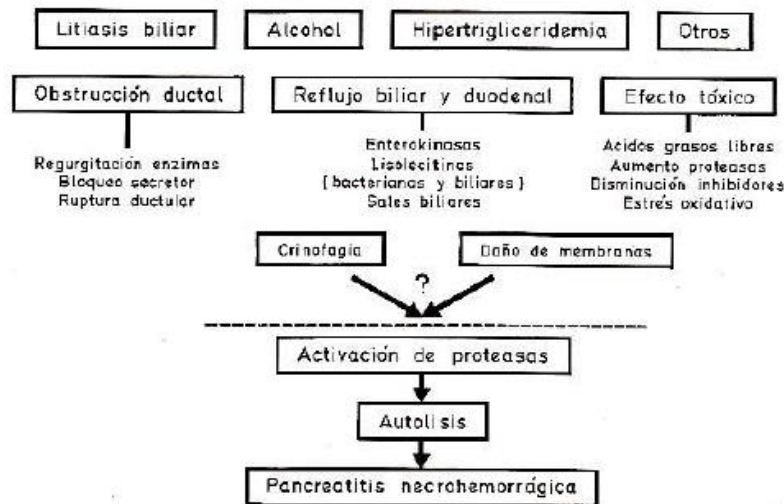 Litiasis biliar
Alcohol
Hipertrigliceridemia
Otros
Obstrucción ductal
Reflujo biliar y duodenal
Efecto tóxico
Regurgitación enzimas
Bloqueo secretor
Ruptura ductular
Enterokinasas
Lisolecitinas
(bacterianas y biliares)
Sales biliares
Acidos grasos libres
Aumento proteasas
Disminución inhibidores
Estrés oxidativo
Crinofagia
Daño de membranas
?
Activación de proteasas
Autolisis
Pancreatitis necrohemorrágica